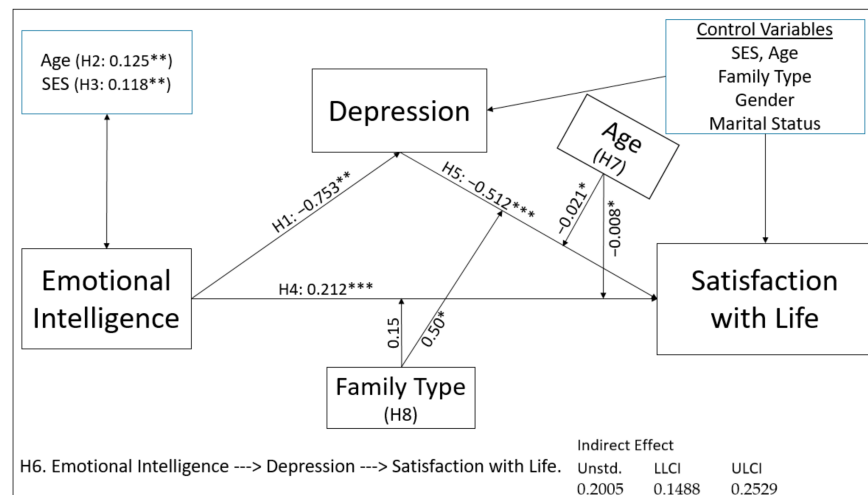 Age (H2: 0.125**)
SES (H3: 0.118**)
Control Variables
SES, Age
Family Type
Gender
Marital Status
Depression
Age
(H7)
H1: −0.753**
H5: −0.512***
−0.021*
−0.008*
Emotional
Intelligence
H4: 0.212***
Satisfaction
with Life
0.15
0.50*
Family Type
(H8)
H6. Emotional Intelligence ---> Depression ---> Satisfaction with Life.
Indirect Effect
Unstd. LLCI ULCI
0.2005 0.1488 0.2529